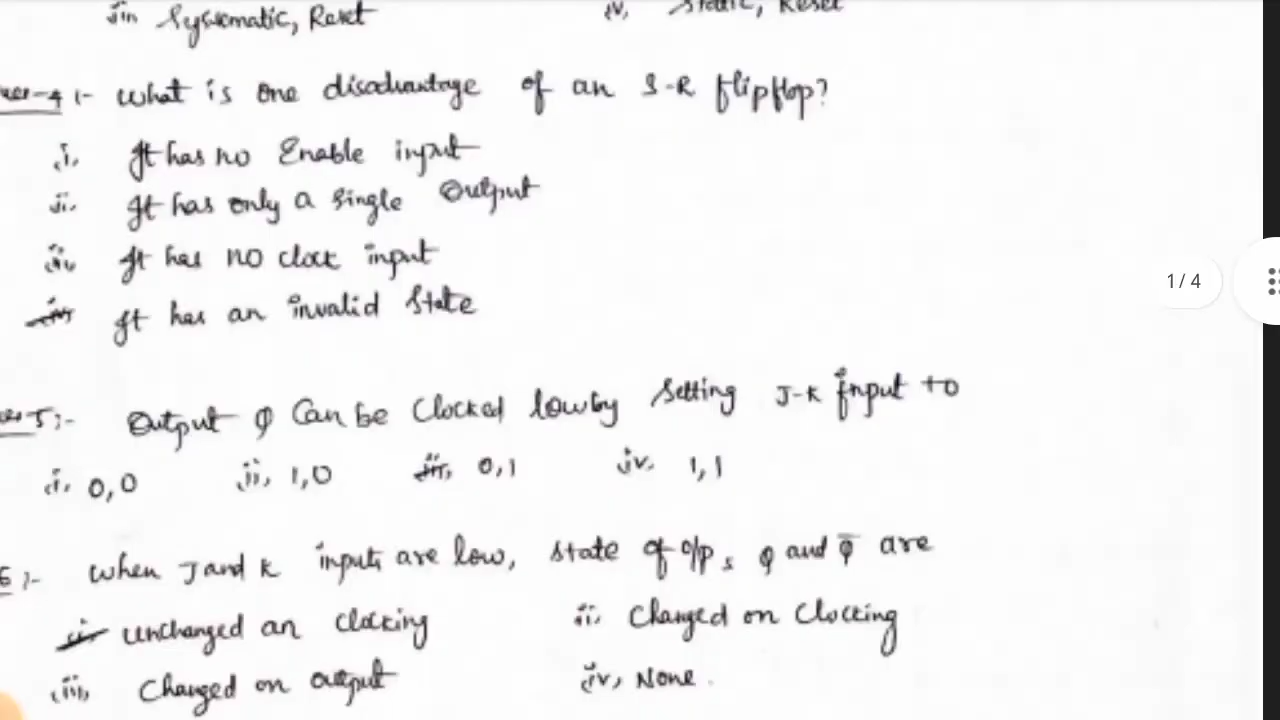 iii, Systematic, Reset iv, Static, Reset
4 :- What is one disadvantage of an S-R flipflop?
i. It has no Enable input
ii. It has only a single Output
iii, It has no clock input
iv, It has an invalid State
5 :- Output Q Can be Clocked low by Setting J-K Input to
i. 0,0 ii, 1,0 iii, 0,1 iv. 1,1
6 :- When J and K inputs are low, state of o/p s Q and Q̅ are
i. Unchanged an clocking ii. Changed on Clocking
iii, Changed on output iv, None.
1 / 4